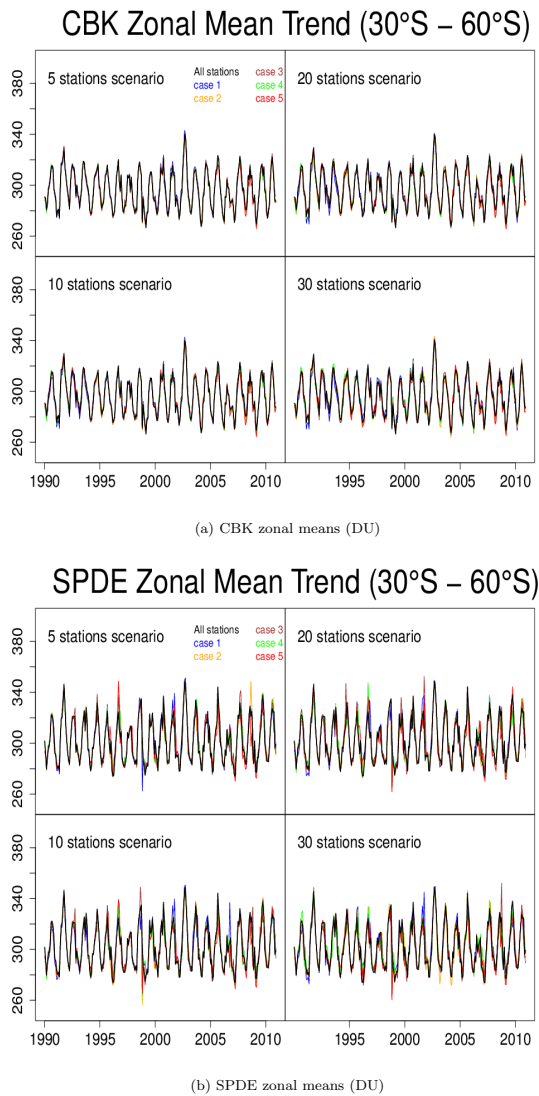 CBK Zonal Mean Trend (30°S − 60°S)
5 stations scenario
All stations
case 1
case 2
case 3
case 4
case 5
20 stations scenario
380
340
300
260
10 stations scenario
30 stations scenario
380
340
300
260
1990 1995 2000 2005 2010 1995 2000 2005 2010
(a) CBK zonal means (DU)
SPDE Zonal Mean Trend (30°S − 60°S)
5 stations scenario
All stations
case 1
case 2
case 3
case 4
case 5
20 stations scenario
380
340
300
260
10 stations scenario
30 stations scenario
380
340
300
260
1990 1995 2000 2005 2010 1995 2000 2005 2010
(b) SPDE zonal means (DU)